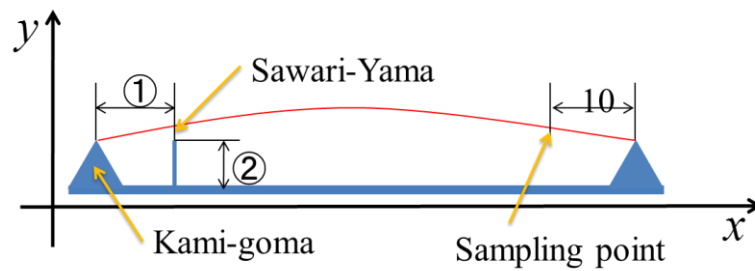 y
Sawari-Yama
①
10
②
x
Kami-goma
Sampling point